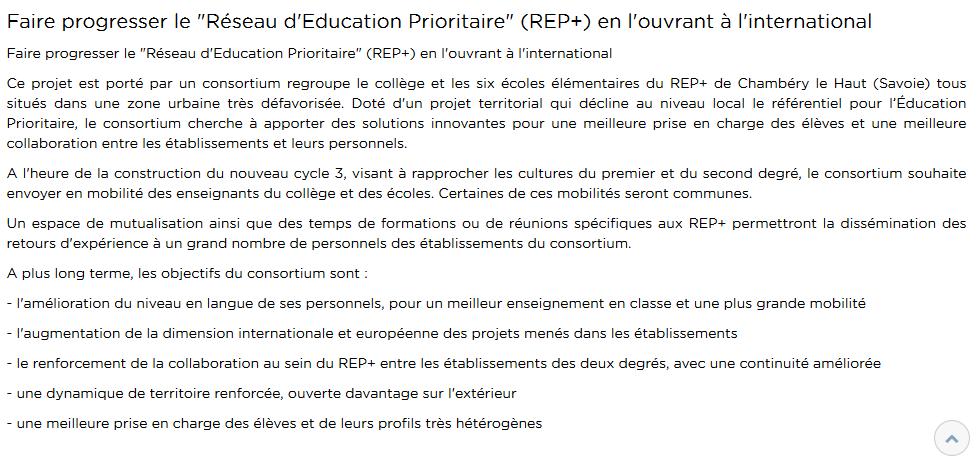 Faire progresser le "Réseau d'Education Prioritaire" (REP+) en l'ouvrant à l'international
Faire progresser le "Réseau d'Education Prioritaire" (REP+) en l'ouvrant à l'international
Ce projet est porté par un consortium regroupe le collège et les six écoles élémentaires du REP+ de Chambéry le Haut (Savoie) tous
situés dans une zone urbaine très défavorisée. Doté d'un projet territorial qui décline au niveau local le référentiel pour l'Éducation
Prioritaire, le consortium cherche à apporter des solutions innovantes pour une meilleure prise en charge des élèves et une meilleure
collaboration entre les établissements et leurs personnels.
A l'heure de la construction du nouveau cycle 3, visant à rapprocher les cultures du premier et du second degré, le consortium souhaite
envoyer en mobilité des enseignants du collège et des écoles. Certaines de ces mobilités seront communes.
Un espace de mutualisation ainsi que des temps de formations ou de réunions spécifiques aux REP+ permettront la dissémination des
retours d'expérience à un grand nombre de personnels des établissements du consortium.
A plus long terme, les objectifs du consortium sont :
- l'amélioration du niveau en langue de ses personnels, pour un meilleur enseignement en classe et une plus grande mobilité
- l'augmentation de la dimension internationale et européenne des projets menés dans les établissements
- le renforcement de la collaboration au sein du REP+ entre les établissements des deux degrés, avec une continuité améliorée
- une dynamique de territoire renforcée, ouverte davantage sur l'extérieur
- une meilleure prise en charge des élèves et de leurs profils très hétérogènes